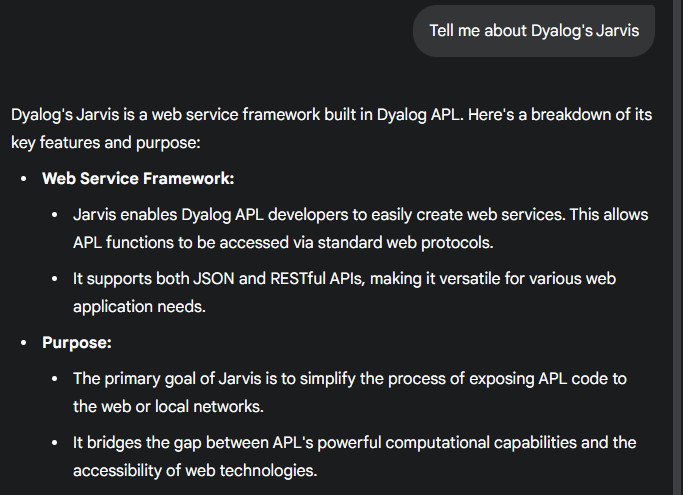 Tell me about Dyalog's Jarvis
Dyalog's Jarvis is a web service framework built in Dyalog APL. Here's a breakdown of its
key features and purpose:
• Web Service Framework:
• Jarvis enables Dyalog APL developers to easily create web services. This allows
APL functions to be accessed via standard web protocols.
• It supports both JSON and RESTful APIs, making it versatile for various web
application needs.
• Purpose:
• The primary goal of Jarvis is to simplify the process of exposing APL code to
the web or local networks.
• It bridges the gap between APL's powerful computational capabilities and the
accessibility of web technologies.